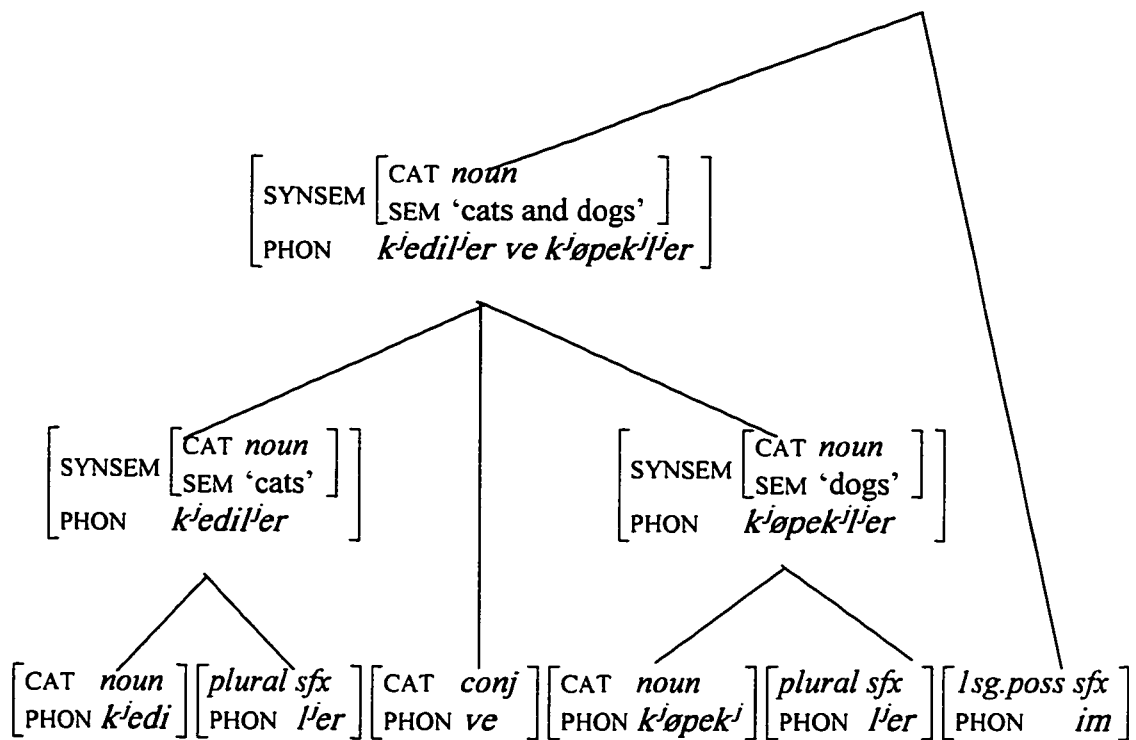 CAT noun
SYNSEM
SEM ‘cats and dogs’
PHON kʲedilʲer ve kʲøpekʲlʲer
CAT noun
SYNSEM
SEM ‘cats’
PHON kʲedilʲer
CAT noun
SYNSEM
SEM ‘dogs’
PHON kʲøpekʲlʲer
CAT noun plural sfx CAT conj CAT noun plural sfx 1sg.poss sfx
PHON kʲedi PHON lʲer PHON ve PHON kʲøpekʲ PHON lʲer PHON im